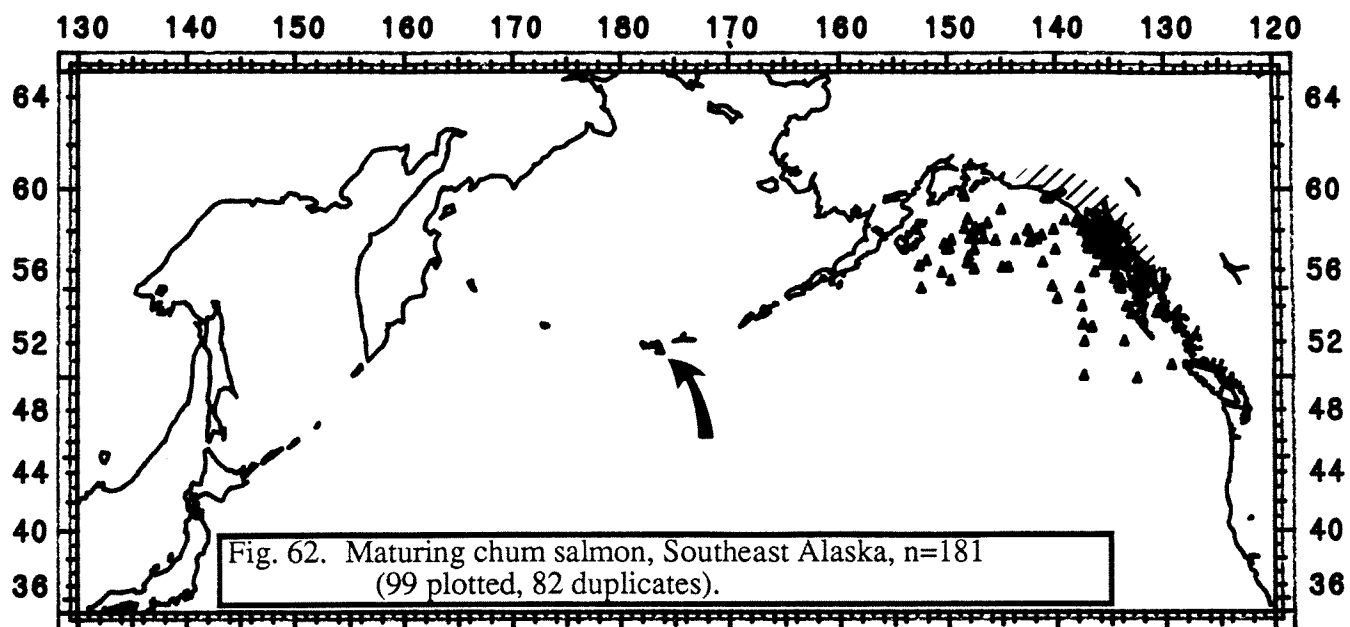 130 140 150 160 170 180 170 160 150 140 130 120
64 64
60 60
56 56
52 52
48 48
44 44
40 40
36 36
Fig. 62. Maturing chum salmon, Southeast Alaska, n=181
(99 plotted, 82 duplicates).